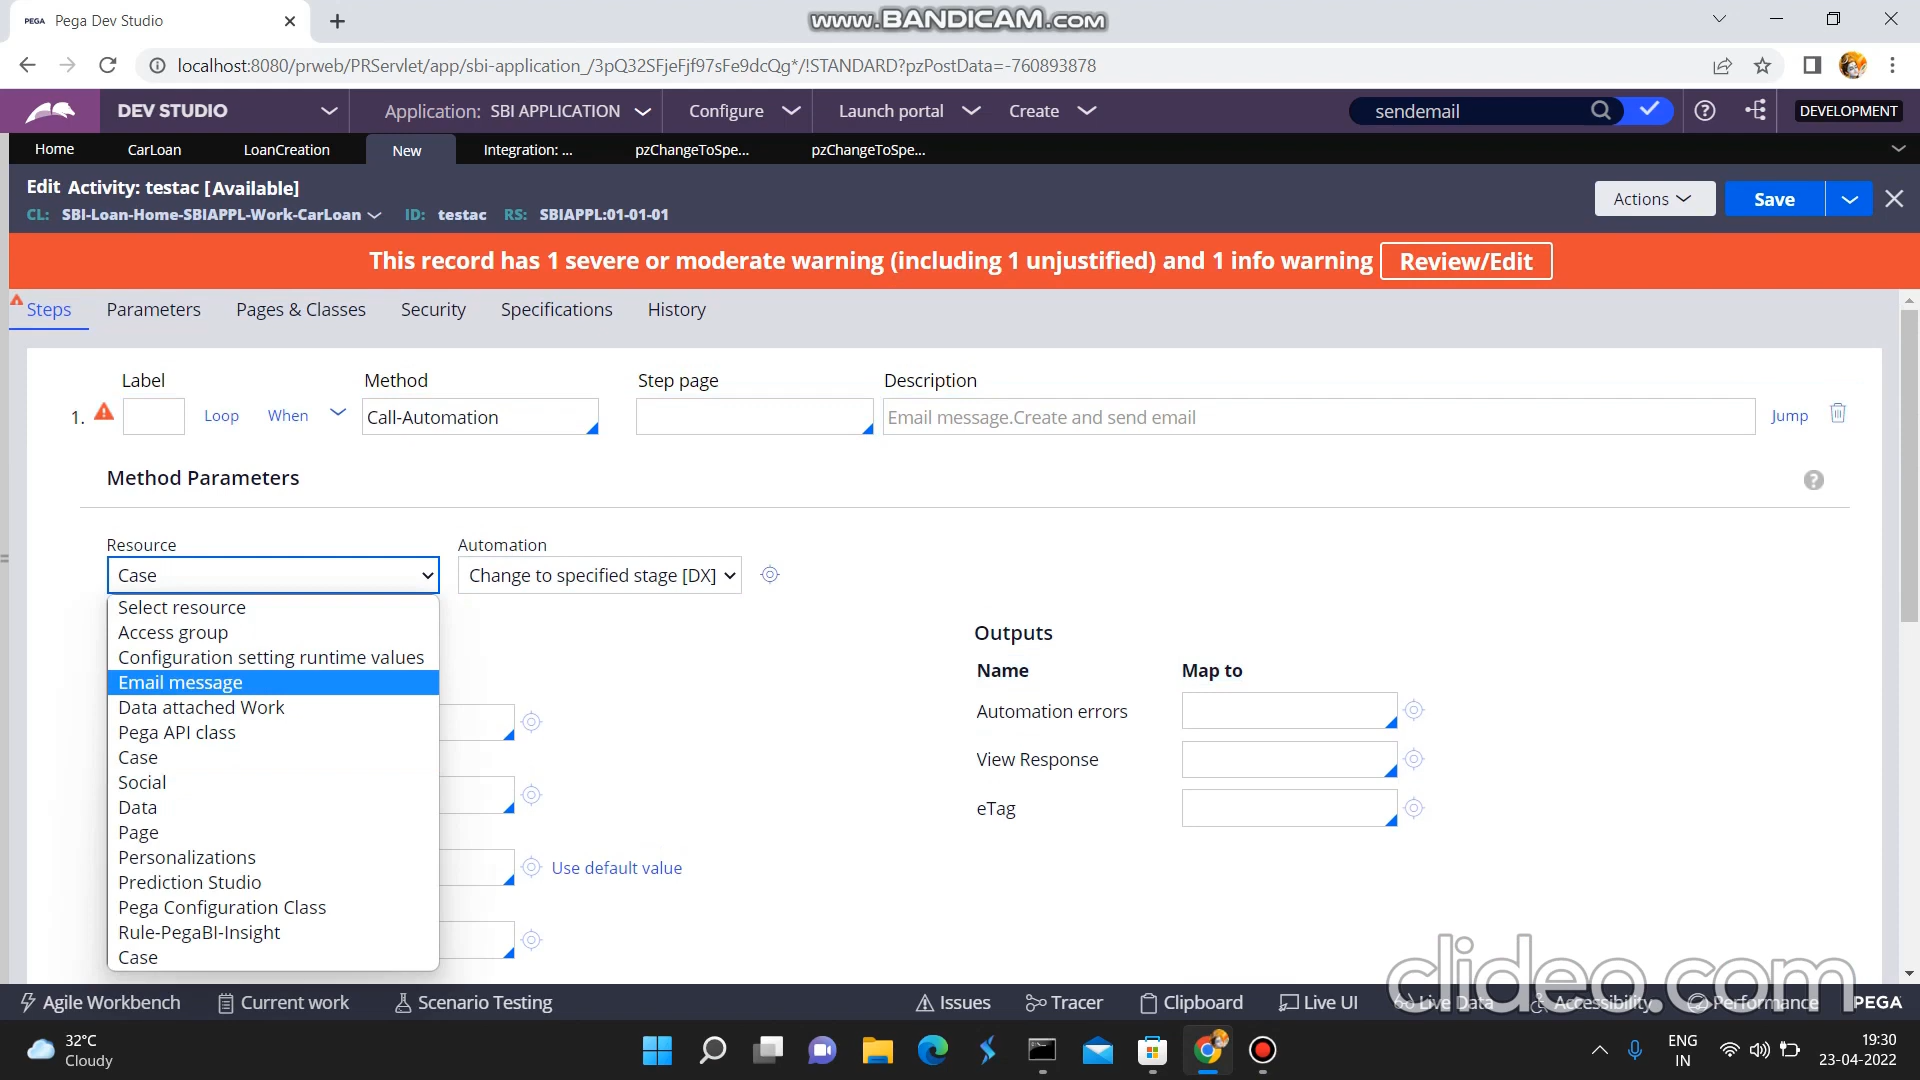 PEGA Pega Dev Studio
www.BANDICAM.com
localhost:8080/prweb/PRServlet/app/sbi-application_/3pQ32SFjeFjf97sFe9dcQg*/!STANDARD?pzPostData=-760893878
DEV STUDIO
Application: SBI APPLICATION
Configure
Launch portal
Create
sendemail
DEVELOPMENT
Home
CarLoan
LoanCreation
New
Integration: ...
pzChangeToSpe...
pzChangeToSpe...
Edit Activity: testac [Available]
CL: SBI-Loan-Home-SBIAPPL-Work-CarLoan ID: testac RS: SBIAPPL:01-01-01
Actions
Save
This record has 1 severe or moderate warning (including 1 unjustified) and 1 info warning Review/Edit
Steps
Parameters
Pages & Classes
Security
Specifications
History
Label
Method
Step page
Description
1.
Loop
When
Call-Automation
Email message.Create and send email
Jump
Method Parameters
?
Resource
Automation
Case
Change to specified stage [DX]
Select resource
Access group
Configuration setting runtime values
Email message
Data attached Work
Pega API class
Case
Social
Data
Page
Personalizations
Prediction Studio
Pega Configuration Class
Rule-PegaBI-Insight
Case
Use default value
Outputs
Name
Map to
Automation errors
View Response
eTag
clideo.com
Agile Workbench
Current work
Scenario Testing
Issues
Tracer
Clipboard
Live UI
Live Data
Accessibility
Performance
PEGA
32°C
Cloudy
ENG
IN
19:30
23-04-2022